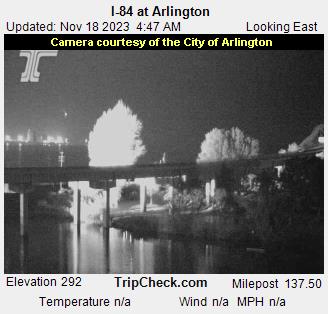 I-84 at Arlington
Updated: Nov 18 2023 4:47 AM Looking East
Camera courtesy of the City of Arlington
Elevation 292 TripCheck.com Milepost 137.50
Temperature n/a Wind n/a MPH n/a